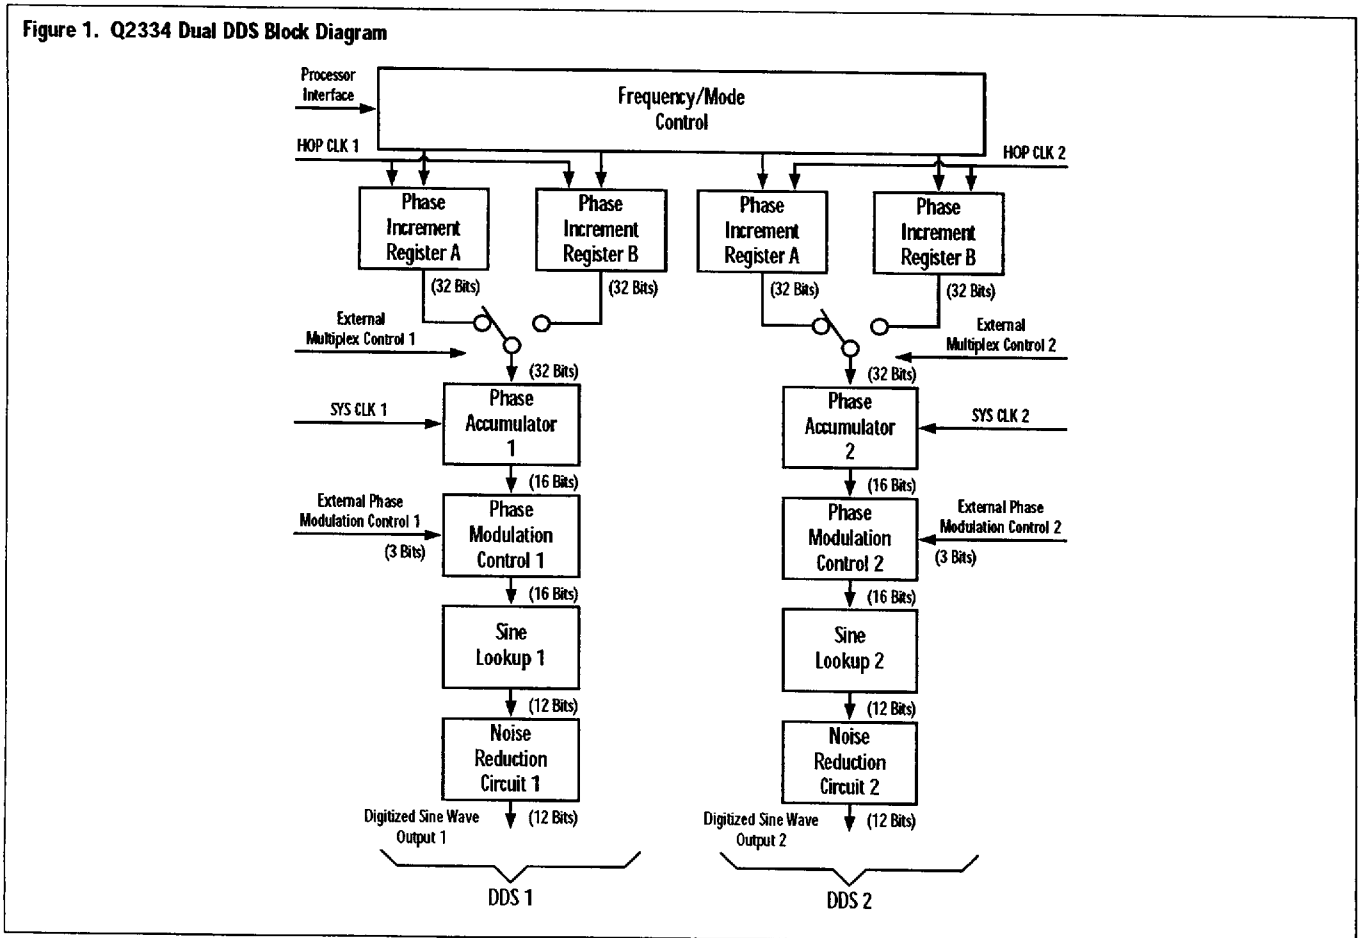 Figure 1. Q2334 Dual DDS Block Diagram
Processor
Interface
Frequency/Mode
Control
HOP CLK 1
HOP CLK 2
Phase
Increment
Register A
Phase
Increment
Register B
Phase
Increment
Register A
Phase
Increment
Register B
(32 Bits)
(32 Bits)
(32 Bits)
(32 Bits)
External
Multiplex Control 1
External
Multiplex Control 2
(32 Bits)
(32 Bits)
SYS CLK 1
Phase
Accumulator
1
Phase
Accumulator
2
SYS CLK 2
(16 Bits)
(16 Bits)
External Phase
Modulation Control 1
(3 Bits)
Phase
Modulation
Control 1
Phase
Modulation
Control 2
External Phase
Modulation Control 2
(3 Bits)
(16 Bits)
(16 Bits)
Sine
Lookup 1
Sine
Lookup 2
(12 Bits)
(12 Bits)
Noise
Reduction
Circuit 1
Noise
Reduction
Circuit 2
Digitized Sine Wave
Output 1
(12 Bits)
Digitized Sine Wave
Output 2
(12 Bits)
DDS 1
DDS 2